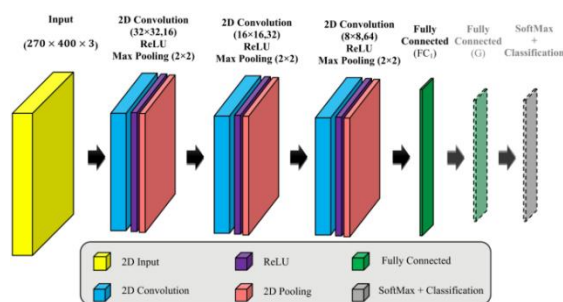 Input
(270 × 400 × 3)
2D Convolution
(32×32,16)
ReLU
Max Pooling (2×2)
2D Convolution
(16×16,32)
ReLU
Max Pooling (2×2)
2D Convolution
(8×8,64)
ReLU
Max Pooling (2×2)
Fully
Connected
(FC₁)
Fully
Connected
(G)
SoftMax
+
Classification
2D Input
ReLU
Fully Connected
2D Convolution
2D Pooling
SoftMax + Classification